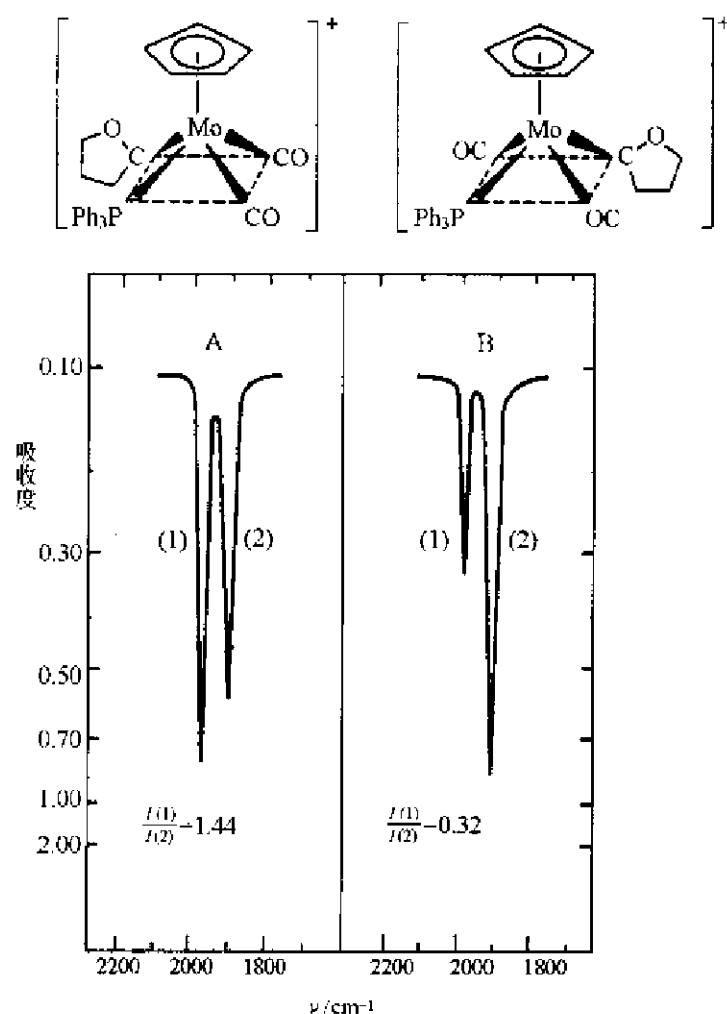 +
+
O
Mo
C
CO
Ph₃P
CO
Mo
O
OC
C
Ph₃P
OC
A
B
0.10
吸收度
(1)
(2)
(1)
(2)
0.30
0.50
0.70
1.00
2.00
I(1)
I(2)
-1.44
I(1)
I(2)
-0.32
2200
2000
1800
2200
2000
1800
ν/cm⁻¹